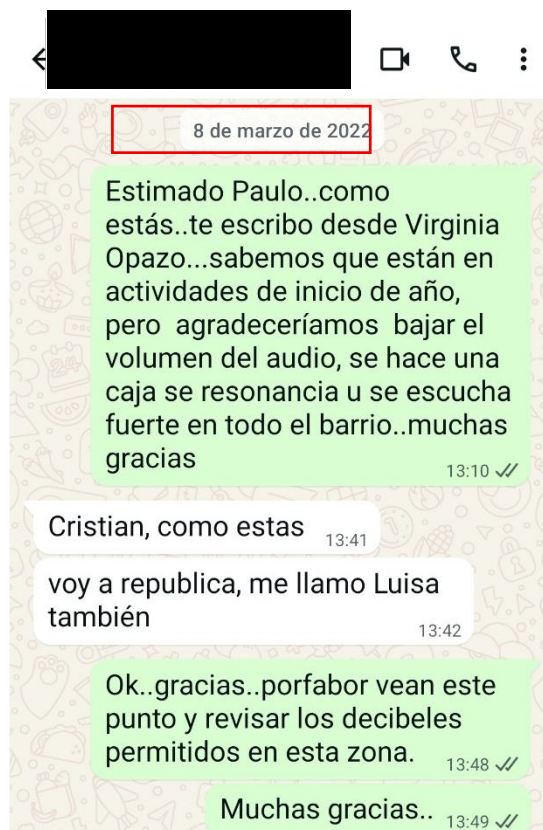 8 de marzo de 2022
Estimado Paulo..como
estás..te escribo desde Virginia
Opazo...sabemos que están en
actividades de inicio de año,
pero  agradeceríamos  bajar el
volumen del audio, se hace una
caja se resonancia u se escucha
fuerte en todo el barrio..muchas
gracias
13:10
Cristian, como estas
13:41
voy a republica, me llamo Luisa
también
13:42
Ok..gracias..porfabor vean este
punto y revisar los decibeles
permitidos en esta zona.
13:48
Muchas gracias..
13:49